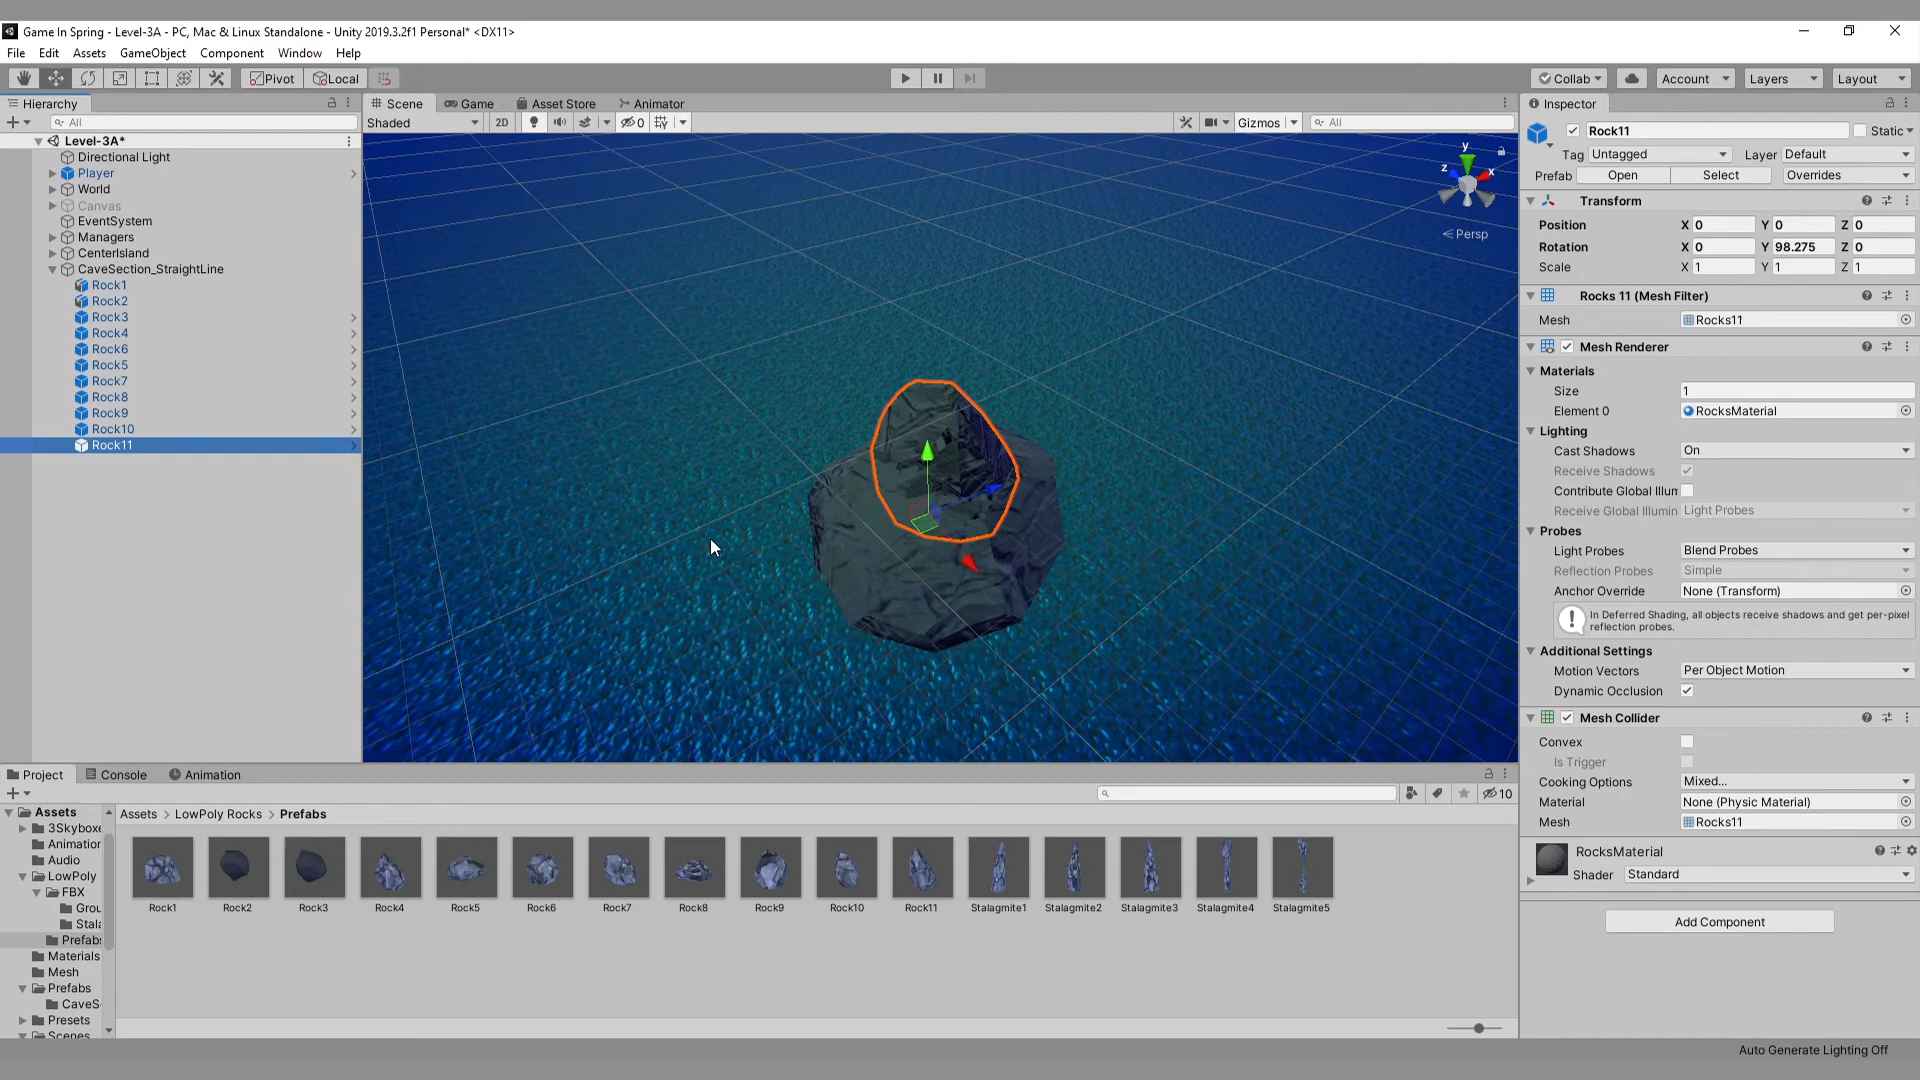 Game In Spring - Level-3A - PC, Mac & Linux Standalone - Unity 2019.3.2f1 Personal* <DX11>
File Edit Assets GameObject Component Window Help
Pivot Local Collab Account Layers Layout
Hierarchy
All
Level-3A*
Directional Light
Player
World
Canvas
EventSystem
Managers
CenterIsland
CaveSection_StraightLine
Rock1
Rock2
Rock3
Rock4
Rock6
Rock5
Rock7
Rock8
Rock9
Rock10
Rock11
Scene Game Asset Store Animator
Shaded 2D 0 Gizmos All
y
z x
Persp
Inspector
Rock11 Static
Tag Untagged Layer Default
Prefab Open Select Overrides
Transform
Position X 0 Y 0 Z 0
Rotation X 0 Y 98.275 Z 0
Scale X 1 Y 1 Z 1
Rocks 11 (Mesh Filter)
Mesh Rocks11
Mesh Renderer
Materials
Size 1
Element 0 RocksMaterial
Lighting
Cast Shadows On
Receive Shadows
Contribute Global Illum
Receive Global Illumin Light Probes
Probes
Light Probes Blend Probes
Reflection Probes Simple
Anchor Override None (Transform)
In Deferred Shading, all objects receive shadows and get per-pixel
reflection probes.
Additional Settings
Motion Vectors Per Object Motion
Dynamic Occlusion
Mesh Collider
Convex
Is Trigger
Cooking Options Mixed...
Material None (Physic Material)
Mesh Rocks11
RocksMaterial
Shader Standard
Add Component
Project Console Animation
10
Assets
3Skybox
Animation
Audio
LowPoly
FBX
Grou
Stala
Prefabs
Materials
Mesh
Prefabs
CaveS
Presets
Scenes
Assets > LowPoly Rocks > Prefabs
Rock1 Rock2 Rock3 Rock4 Rock5 Rock6 Rock7 Rock8 Rock9 Rock10 Rock11 Stalagmite1 Stalagmite2 Stalagmite3 Stalagmite4 Stalagmite5
Auto Generate Lighting Off